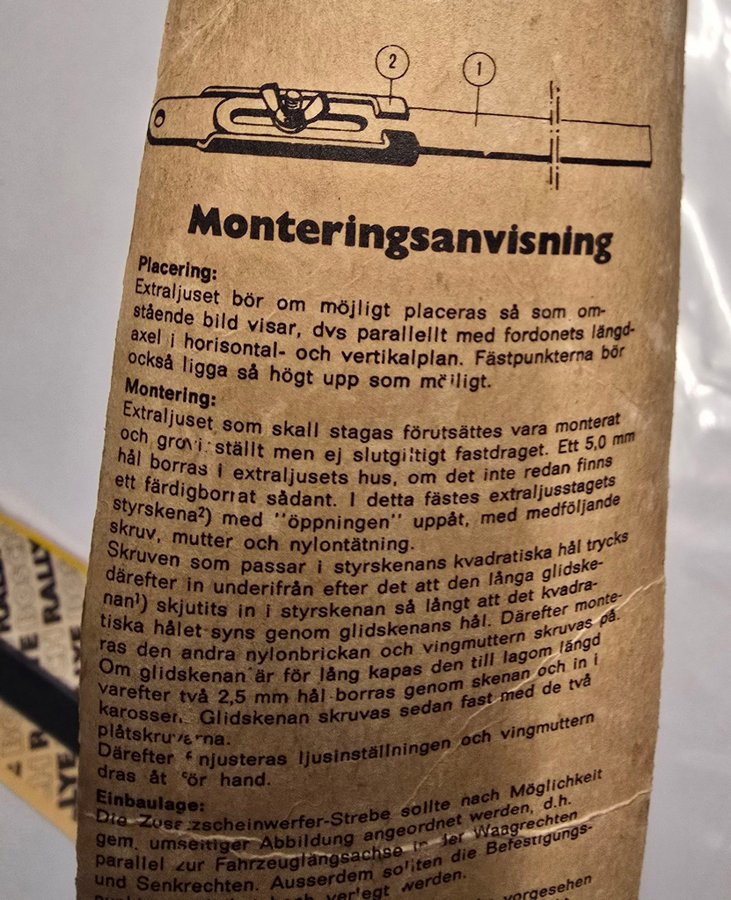 2
1
Monteringsanvisning
Placering:
Extraljuset bör om möjligt placeras så som om-
stående bild visar, dvs parallellt med fordonets längd-
axel i horisontal- och vertikalplan. Fästpunkterna bör
också ligga så högt upp som möjligt.
Montering:
Extraljuset som skall stagas förutsättes vara monterat
och grovinställt men ej slutgiltigt fastdraget. Ett 5,0 mm
hål borras i extraljusets hus, om det inte redan finns
ett färdigborrat sådant. I detta fästes extraljusstagets
styrskena²) med "öppningen" uppåt, med medföljande
skruv, mutter och nylontätning.
Skruven som passar i styrskenans kvadratiska hål trycks
därefter in underifrån efter det att den långa glidske-
nan¹) skjutits in i styrskenan så långt att det kvadra-
tiska hålet syns genom glidskenans hål. Därefter monte-
ras den andra nylonbrickan och vingmuttern skruvas på.
Om glidskenan är för lång kapas den till lagom längd
varefter två 2,5 mm hål borras genom skenan och in i
karossen. Glidskenan skruvas sedan fast med de två
plåtskruvarna.
Därefter finjusteras ljusinställningen och vingmuttern
dras åt för hand.
Einbaulage:
Die Zusatzscheinwerfer-Strebe sollte nach Möglichkeit
gem. umseitiger Abbildung angeordnet werden, d.h.
parallel zur Fahrzeuglängsachse in der Waagrechten
und Senkrechten. Ausserdem sollten die Befestigungs-
hoch verlegt werden.
vorgesehen
RALLY
RALLY